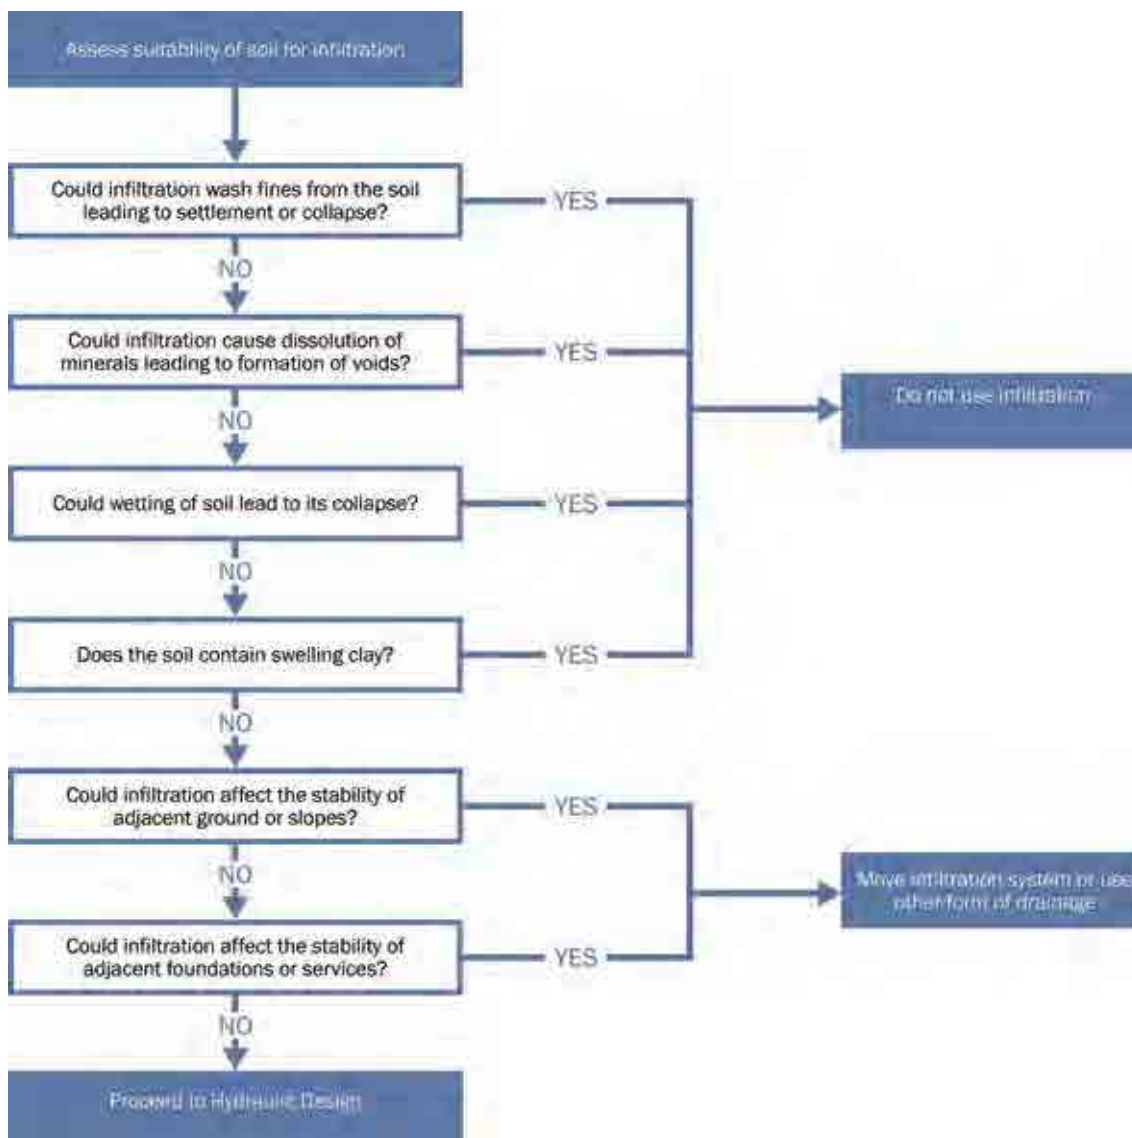 Assess suitability of soil for infiltration
Could infiltration wash fines from the soil
leading to settlement or collapse?
YES
NO
Could infiltration cause dissolution of
minerals leading to formation of voids?
YES
Do not use infiltration
NO
Could wetting of soil lead to its collapse?
YES
NO
Does the soil contain swelling clay?
YES
NO
Could infiltration affect the stability of
adjacent ground or slopes?
YES
Move infiltration system or use
other form of drainage
NO
Could infiltration affect the stability of
adjacent foundations or services?
YES
NO
Proceed to Hydraulic Design